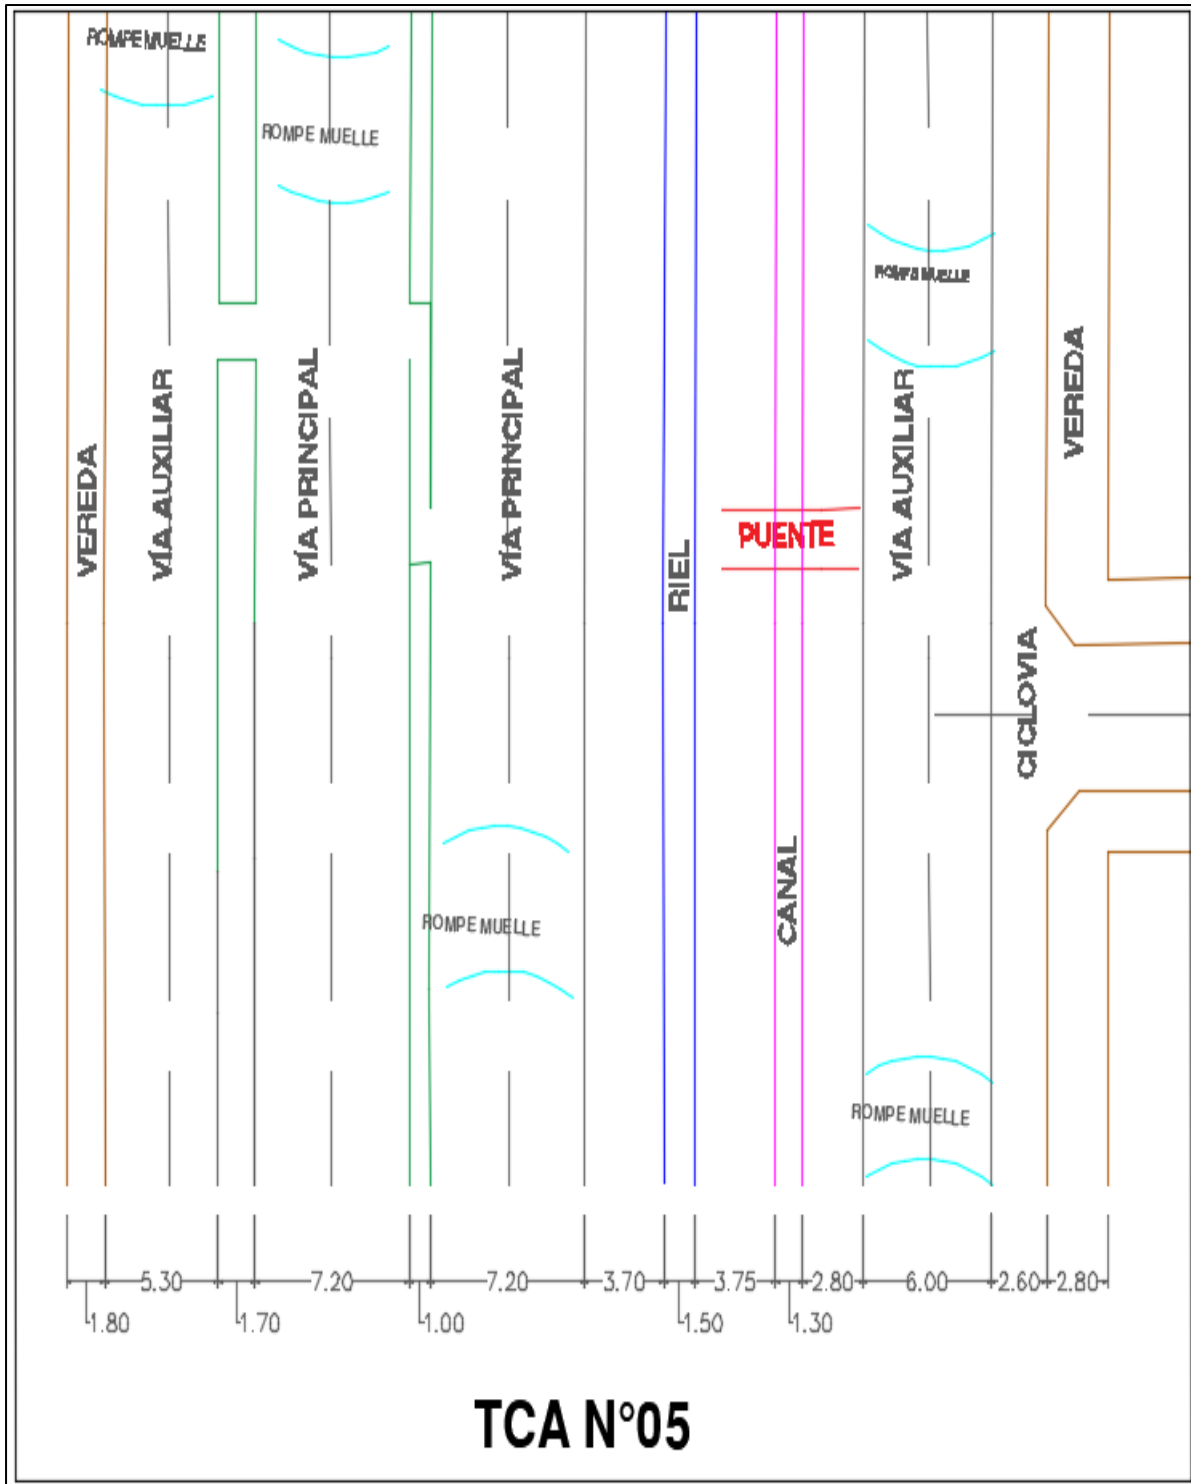 ROMPE MUELLE
ROMPE MUELLE
ROMPE MUELLE
VEREDA
VÍA AUXILIAR
VÍA PRINCIPAL
VÍA PRINCIPAL
RIEL
PUENTE
VÍA AUXILIAR
VEREDA
CICLOVIA
CANAL
ROMPE MUELLE
ROMPE MUELLE
5.30 7.20 7.20 3.70 3.75 2.80 6.00 2.60 2.80
1.80 1.70 1.00 1.50 1.30
TCA N°05